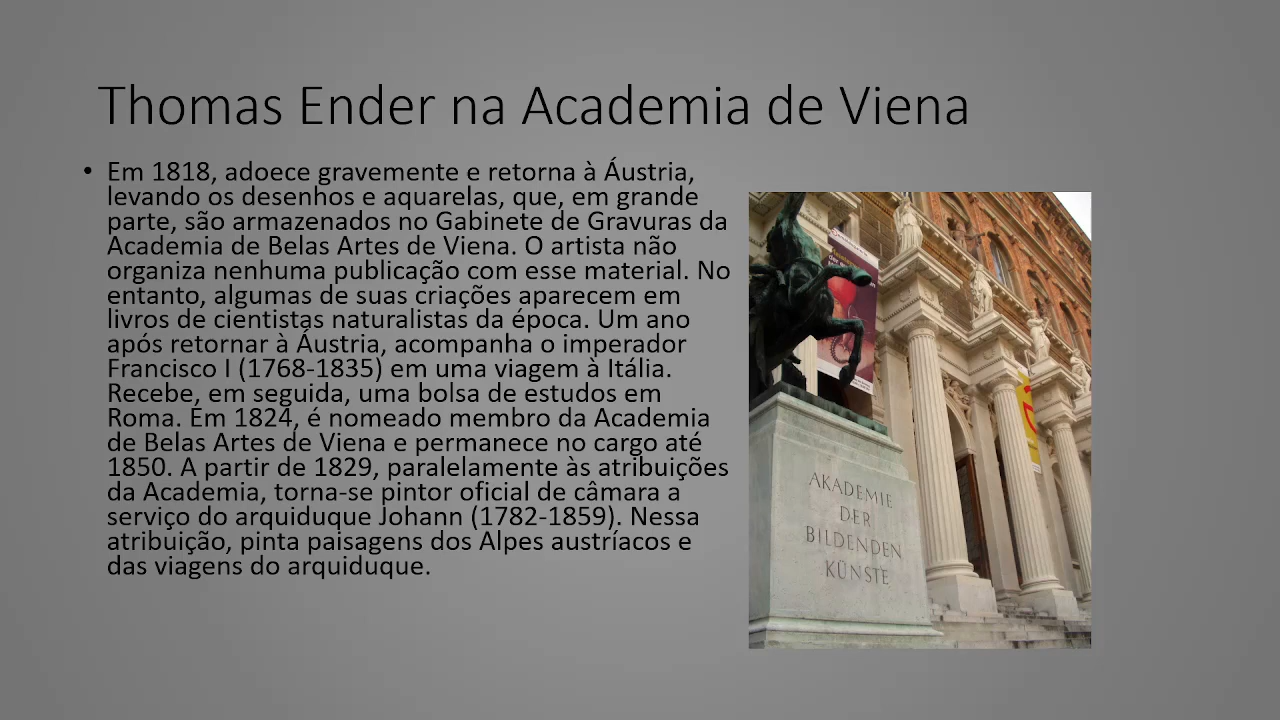 Thomas Ender na Academia de Viena
• Em 1818, adoece gravemente e retorna à Áustria,
levando os desenhos e aquarelas, que, em grande
parte, são armazenados no Gabinete de Gravuras da
Academia de Belas Artes de Viena. O artista não
organiza nenhuma publicação com esse material. No
entanto, algumas de suas criações aparecem em
livros de cientistas naturalistas da época. Um ano
após retornar à Áustria, acompanha o imperador
Francisco I (1768-1835) em uma viagem à Itália.
Recebe, em seguida, uma bolsa de estudos em
Roma. Em 1824, é nomeado membro da Academia
de Belas Artes de Viena e permanece no cargo até
1850. A partir de 1829, paralelamente às atribuições
da Academia, torna-se pintor oficial de câmara a
serviço do arquiduque Johann (1782-1859). Nessa
atribuição, pinta paisagens dos Alpes austríacos e
das viagens do arquiduque.
AKADEMIE
DER
BILDENDEN
KÜNSTE